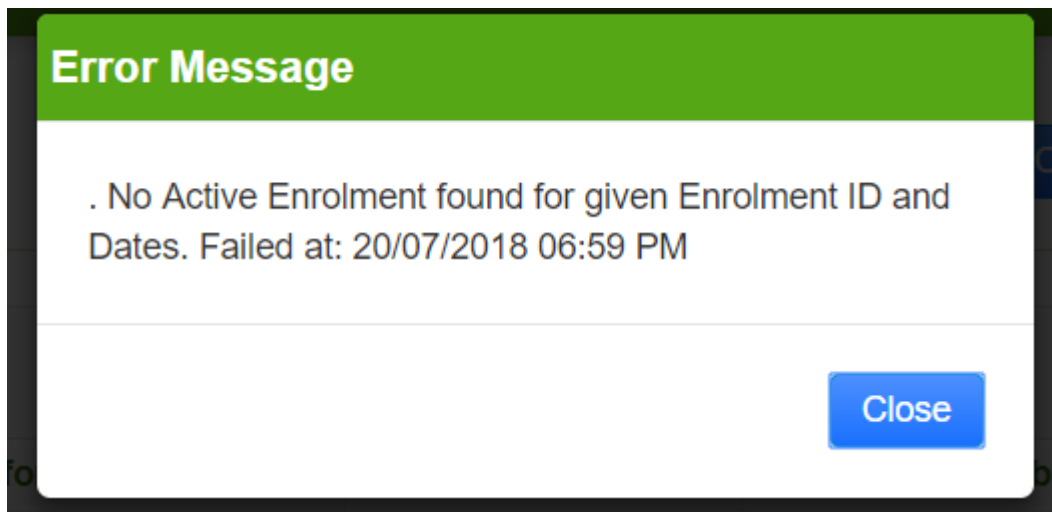 Error Message
. No Active Enrolment found for given Enrolment ID and
Dates. Failed at: 20/07/2018 06:59 PM
Close